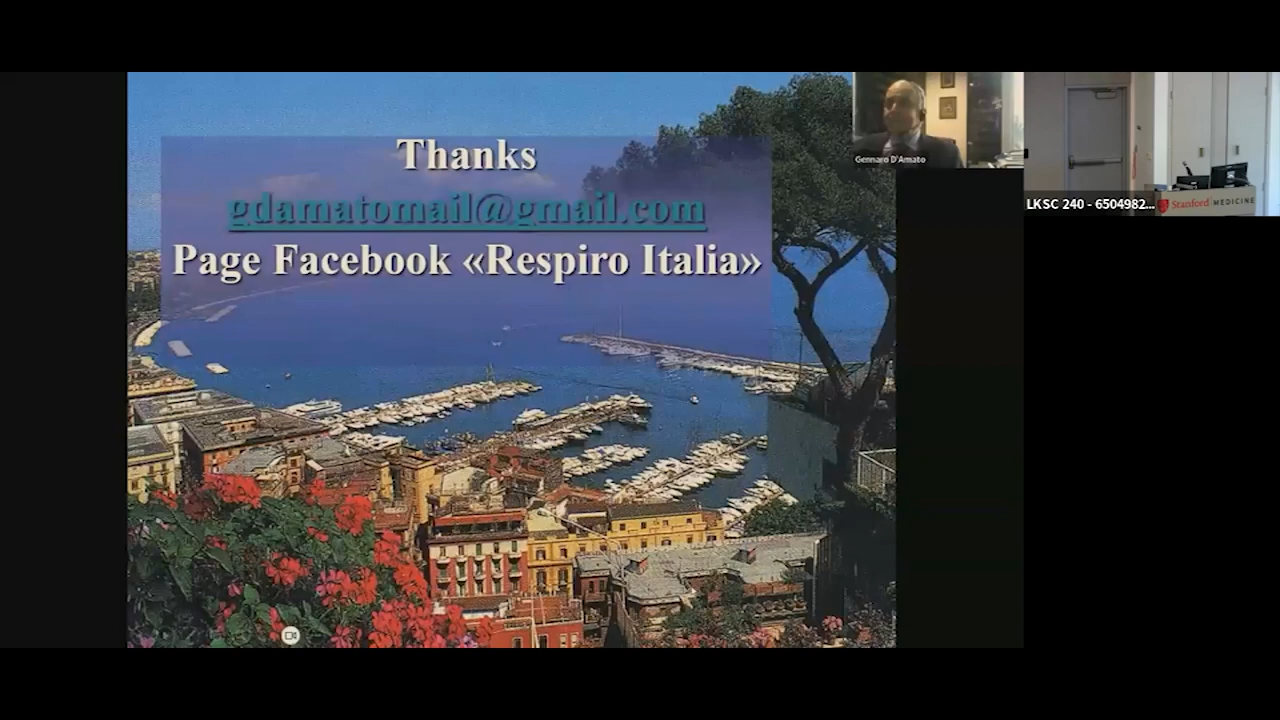 Thanks
gdamatomail@gmail.com
Page Facebook «Respiro Italia»
Gennaro D'Amato
LKSC 240 - 6504982...
Stanford MEDICINE